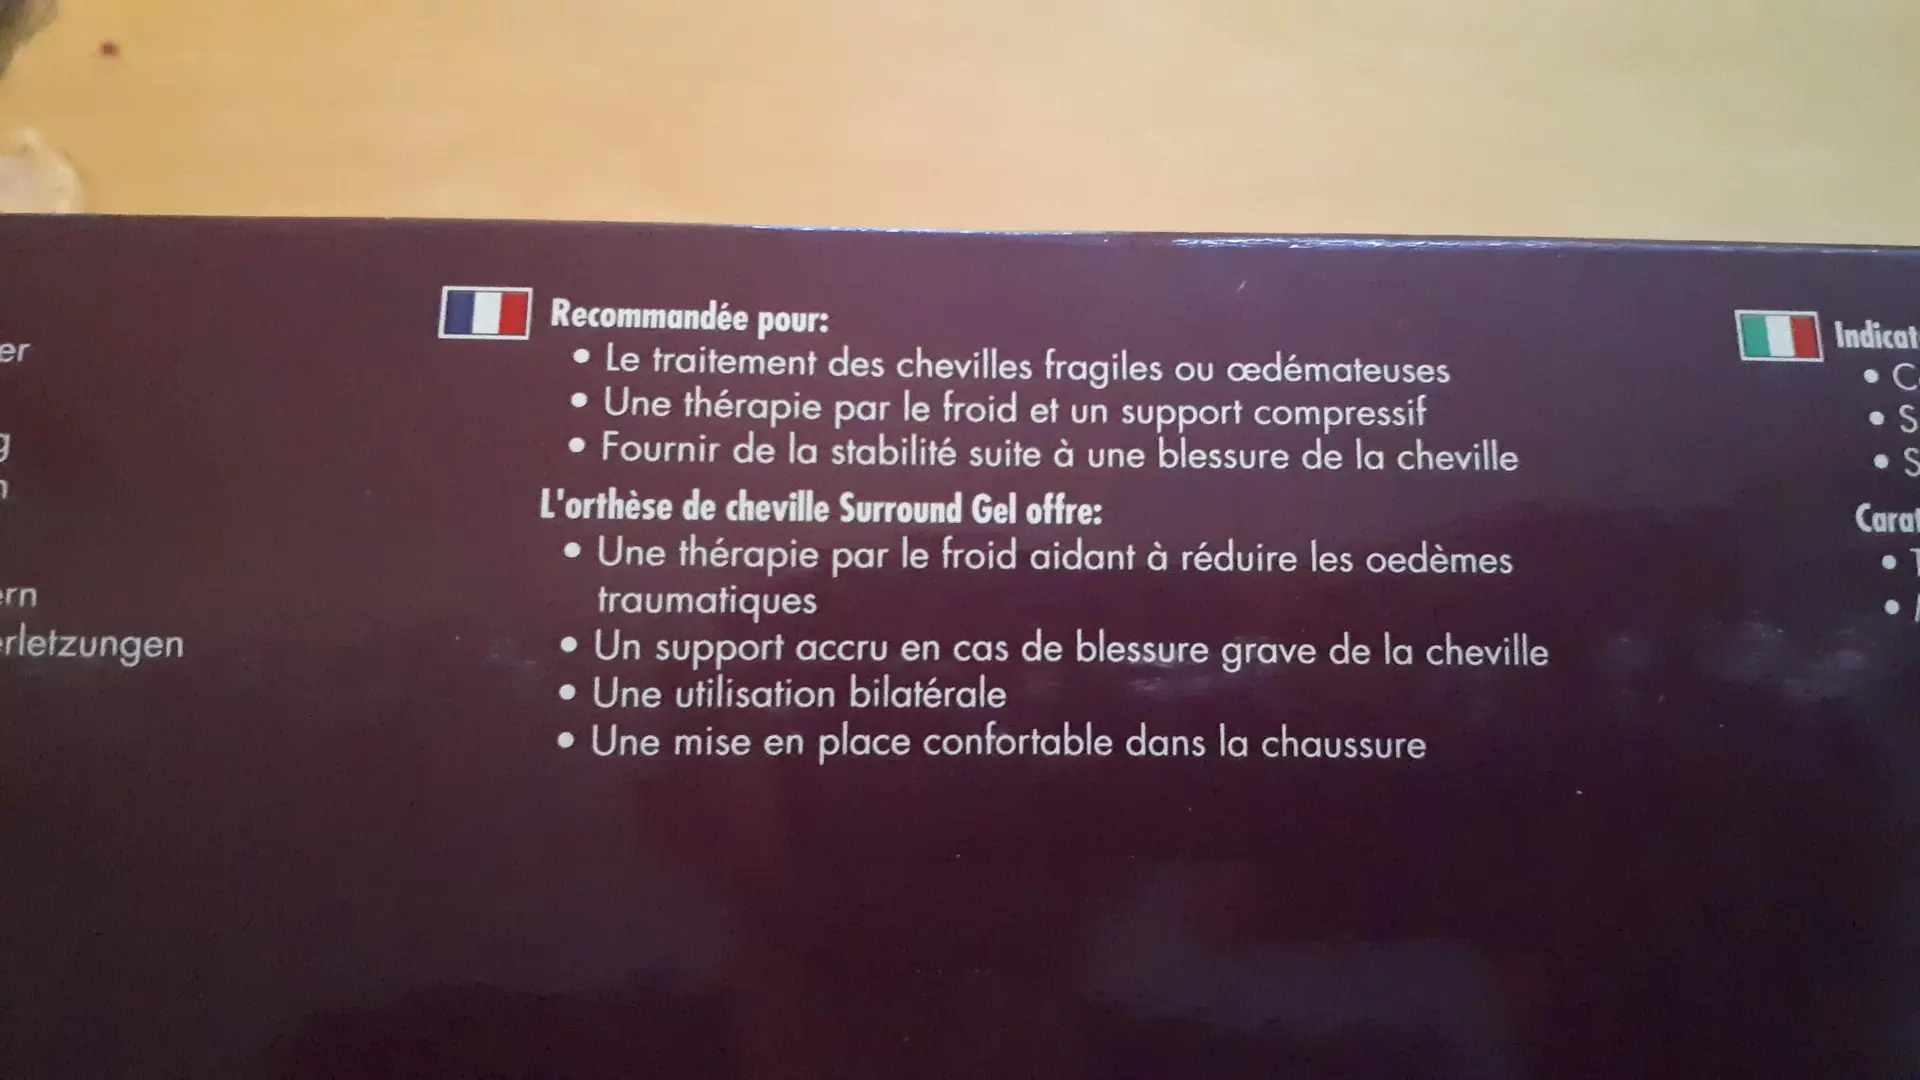 er
g
n
ern
erletzungen
Recommandée pour:
• Le traitement des chevilles fragiles ou œdémateuses
• Une thérapie par le froid et un support compressif
• Fournir de la stabilité suite à une blessure de la cheville
L'orthèse de cheville Surround Gel offre:
• Une thérapie par le froid aidant à réduire les oedèmes
traumatiques
• Un support accru en cas de blessure grave de la cheville
• Une utilisation bilatérale
• Une mise en place confortable dans la chaussure
Indicat
• C
• S
• S
Carat